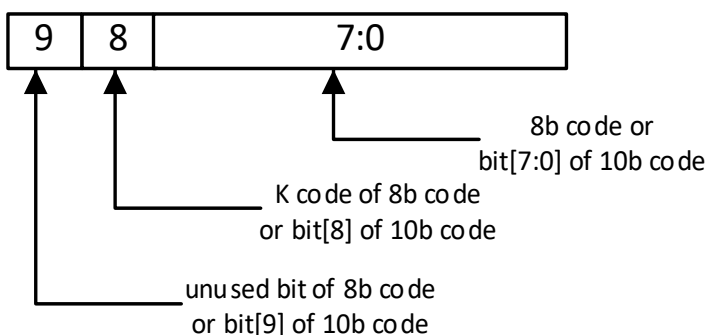 9 8 7:0
8b code or
bit[7:0] of 10b code
K code of 8b code
or bit[8] of 10b code
unused bit of 8b code
or bit[9] of 10b code